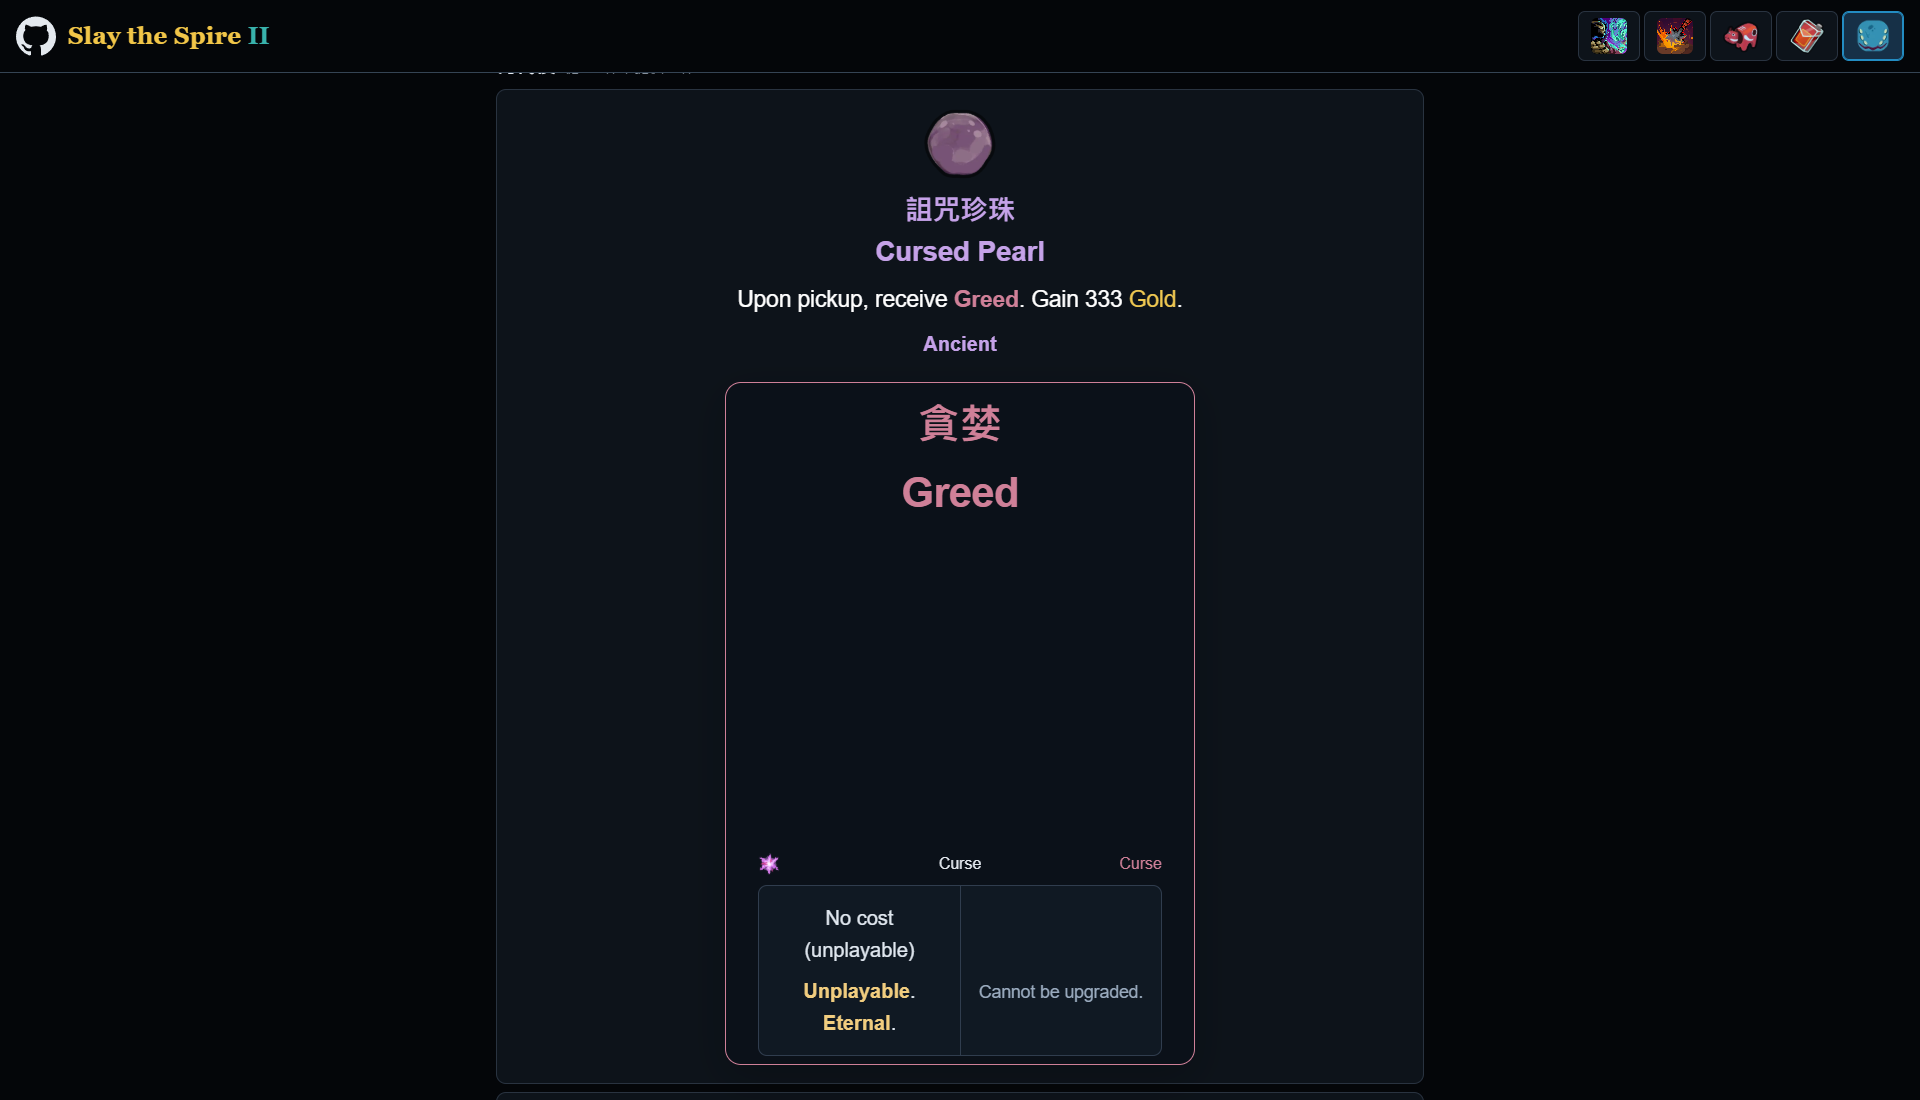 Slay the Spire II
詛咒珍珠
Cursed Pearl
Upon pickup, receive Greed. Gain 333 Gold.
Ancient
貪婪
Greed
Curse
Curse
No cost
(unplayable)
Unplayable.
Eternal.
Cannot be upgraded.